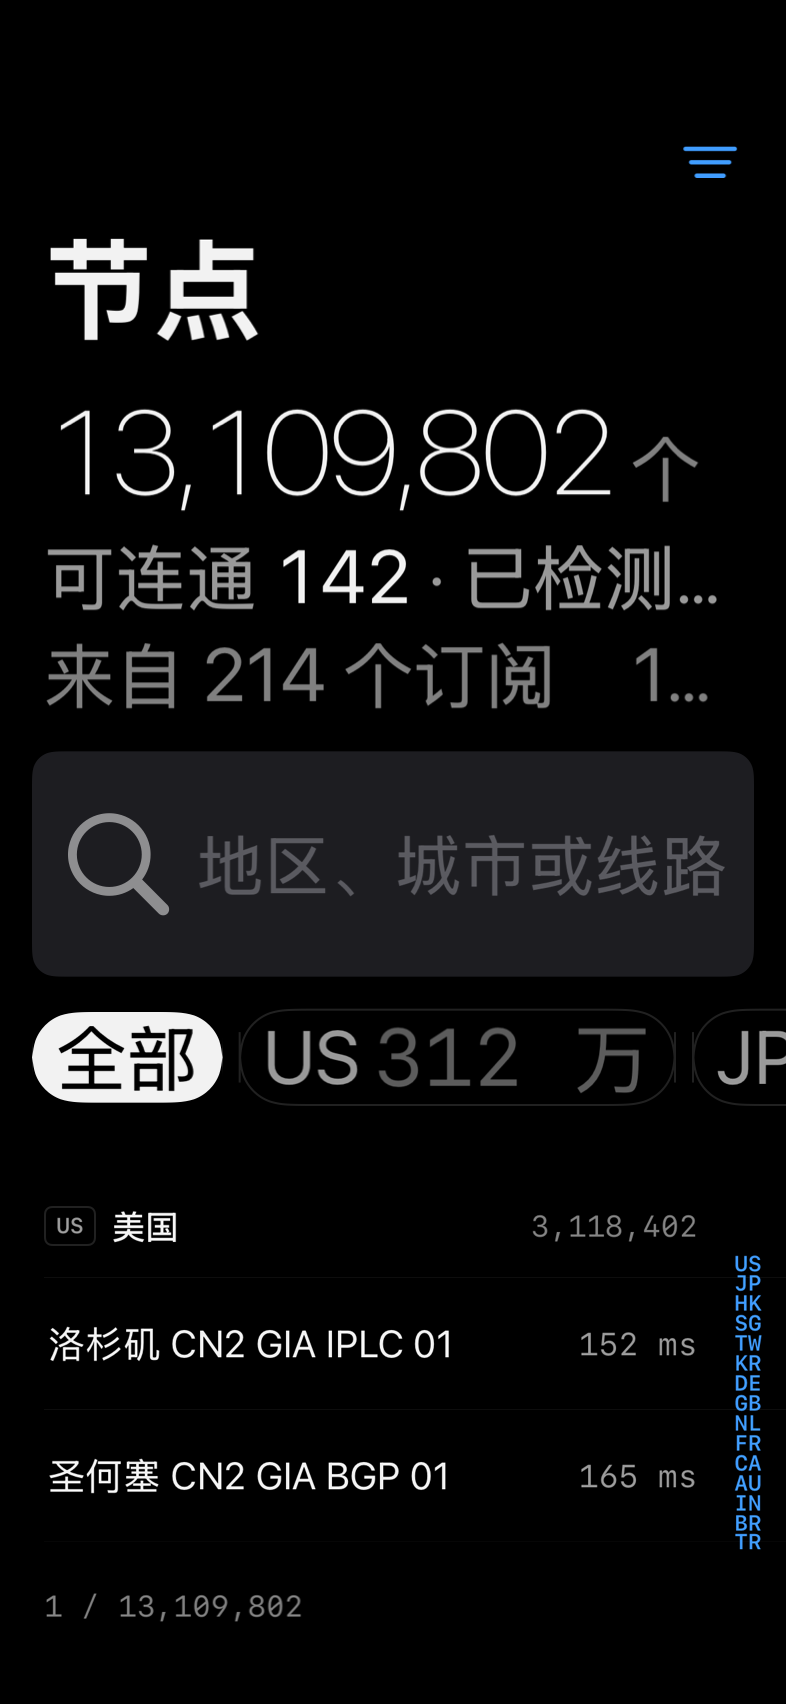 节点
13,109,802 个
可连通 142 · 已检测...
来自 214 个订阅 1...
地区、城市或线路
全部 US 312 万 JP
US 美国 3,118,402
洛杉矶 CN2 GIA IPLC 01 152 ms
圣何塞 CN2 GIA BGP 01 165 ms
US
JP
HK
SG
TW
KR
DE
GB
NL
FR
CA
AU
IN
BR
TR
1 / 13,109,802